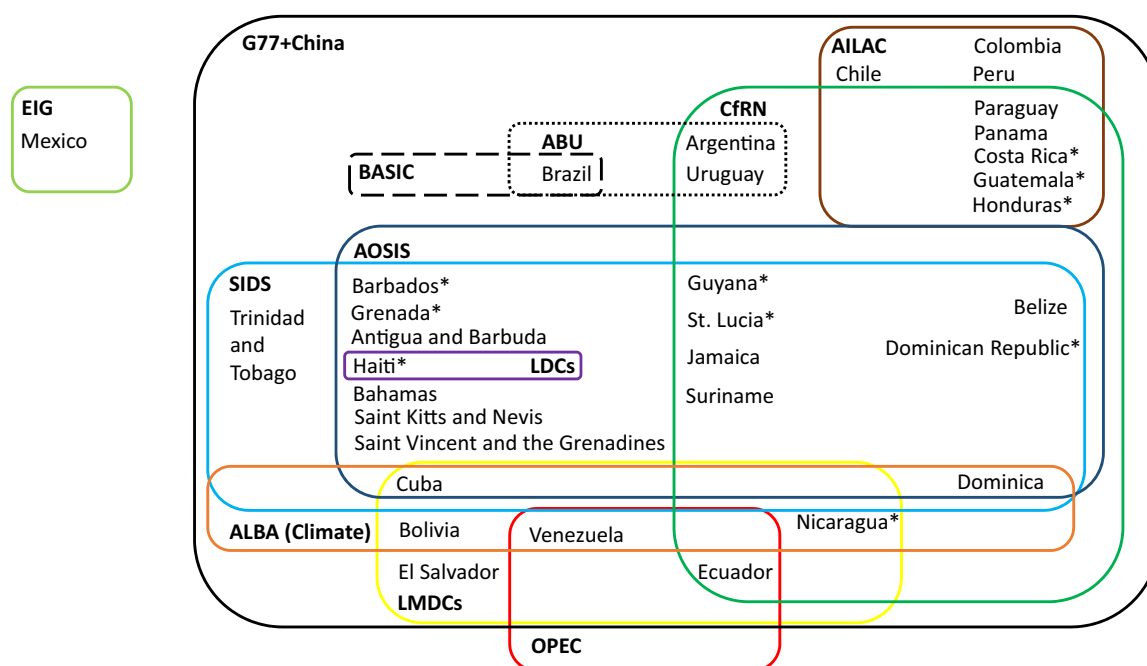 G77+China
AILAC
Colombia
Chile
Peru
EIG
Mexico
CfRN
Paraguay
Panama
Costa Rica*
Guatemala*
Honduras*
ABU
Argentina
BASIC
Brazil
Uruguay
AOSIS
SIDS
Trinidad
and
Tobago
Barbados*
Grenada*
Antigua and Barbuda
Haiti*
LDCs
Bahamas
Saint Kitts and Nevis
Saint Vincent and the Grenadines
Guyana*
St. Lucia*
Jamaica
Suriname
Belize
Dominican Republic*
Cuba
Dominica
ALBA (Climate)
Bolivia
Venezuela
Nicaragua*
El Salvador
Ecuador
LMDCs
OPEC